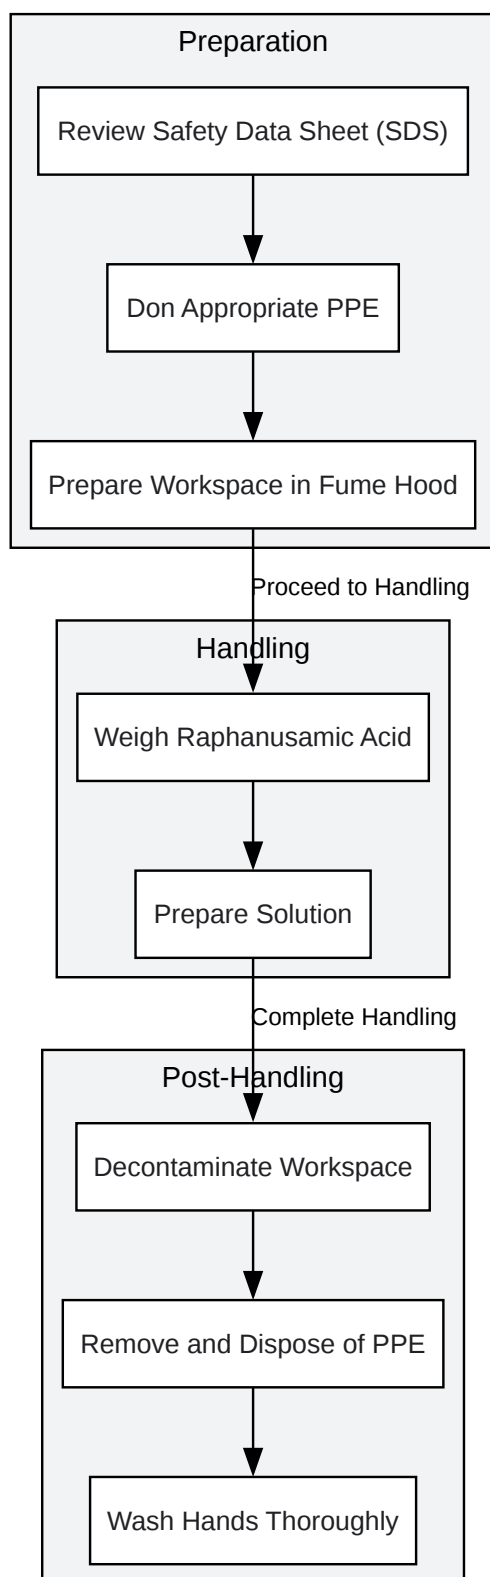 Preparation
Review Safety Data Sheet (SDS)
Don Appropriate PPE
Prepare Workspace in Fume Hood
Proceed to Handling
Handling
Weigh Raphanusamic Acid
Prepare Solution
Complete Handling
Post-Handling
Decontaminate Workspace
Remove and Dispose of PPE
Wash Hands Thoroughly